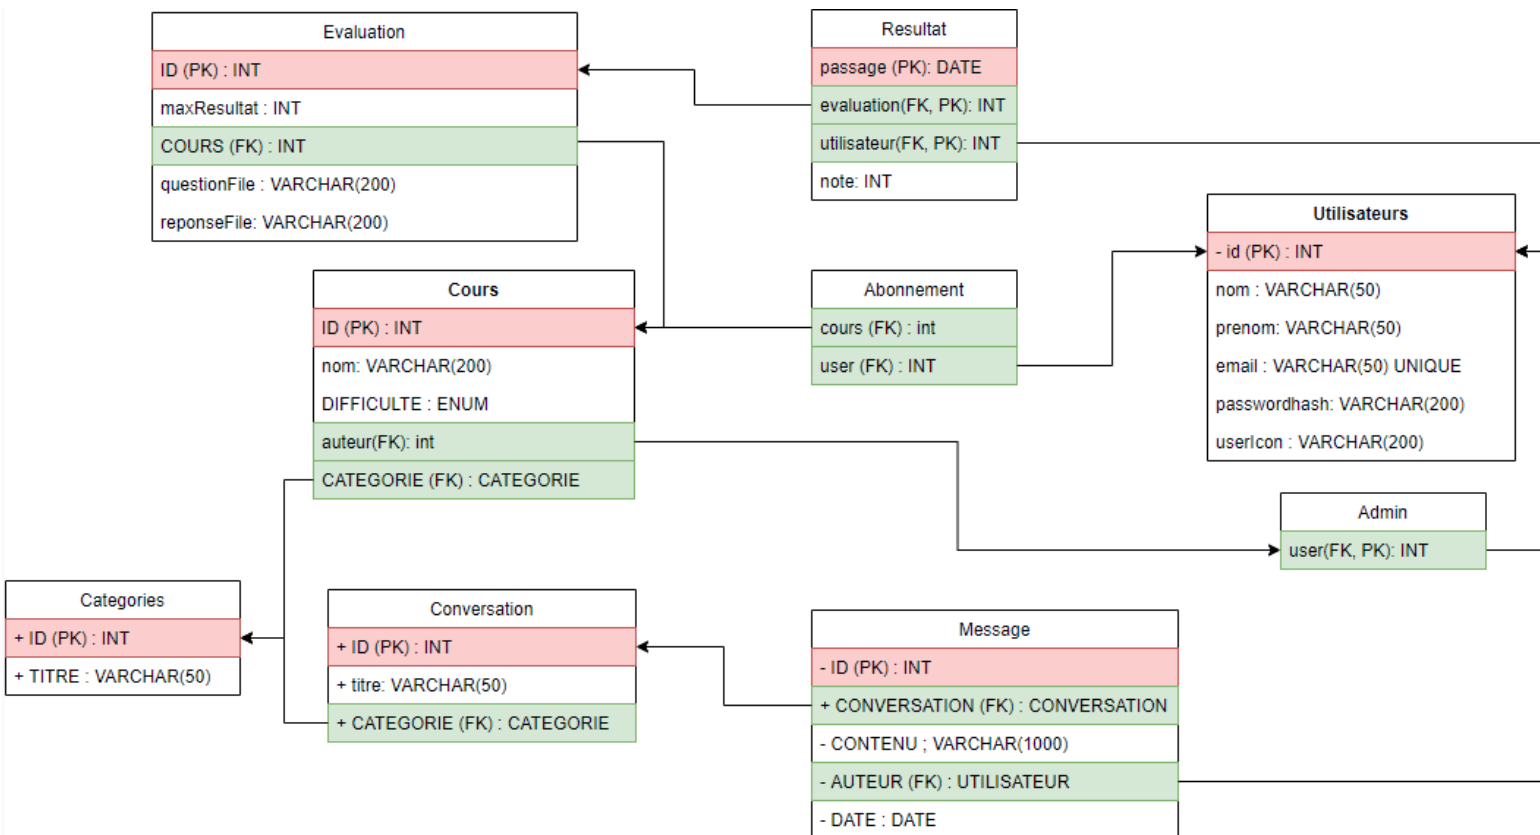 Evaluation
ID (PK) : INT
maxResultat : INT
COURS (FK) : INT
questionFile : VARCHAR(200)
reponseFile: VARCHAR(200)
Resultat
passage (PK): DATE
evaluation(FK, PK): INT
utilisateur(FK, PK): INT
note: INT
Utilisateurs
- id (PK) : INT
nom : VARCHAR(50)
prenom: VARCHAR(50)
email : VARCHAR(50) UNIQUE
passwordhash: VARCHAR(200)
userIcon : VARCHAR(200)
Cours
ID (PK) : INT
nom: VARCHAR(200)
DIFFICULTE : ENUM
auteur(FK): int
CATEGORIE (FK) : CATEGORIE
Abonnement
cours (FK) : int
user (FK) : INT
Admin
user(FK, PK): INT
Categories
+ ID (PK) : INT
+ TITRE : VARCHAR(50)
Conversation
+ ID (PK) : INT
+ titre: VARCHAR(50)
+ CATEGORIE (FK) : CATEGORIE
Message
- ID (PK) : INT
+ CONVERSATION (FK) : CONVERSATION
- CONTENU ; VARCHAR(1000)
- AUTEUR (FK) : UTILISATEUR
- DATE : DATE